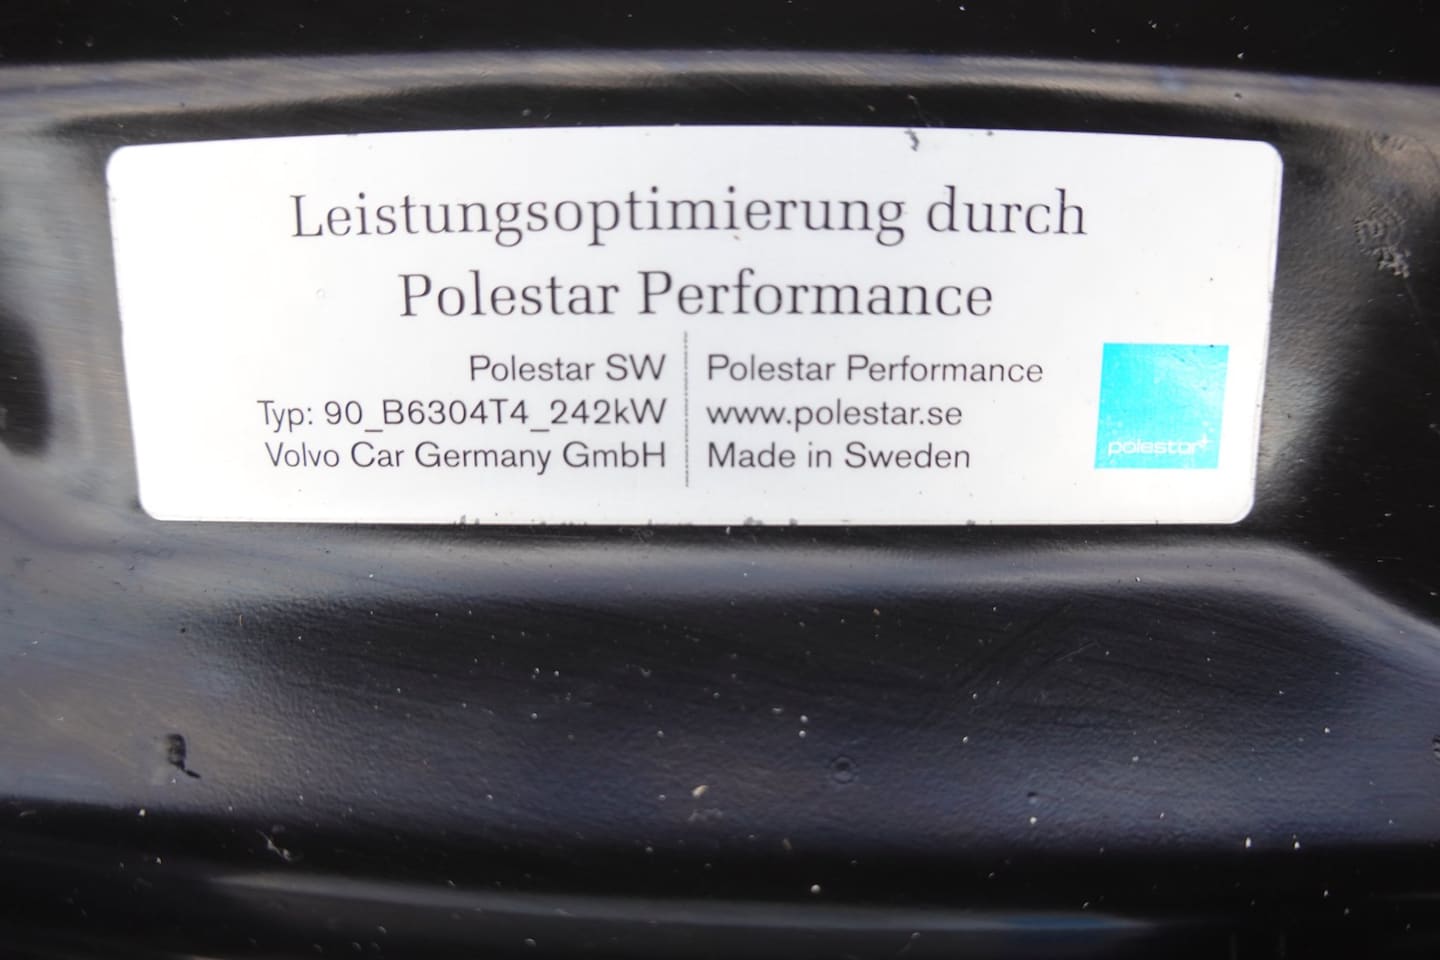 Leistungsoptimierung durch
Polestar Performance
Polestar SW
Typ: 90_B6304T4_242kW
Volvo Car Germany GmbH
Polestar Performance
www.polestar.se
Made in Sweden
polestar+